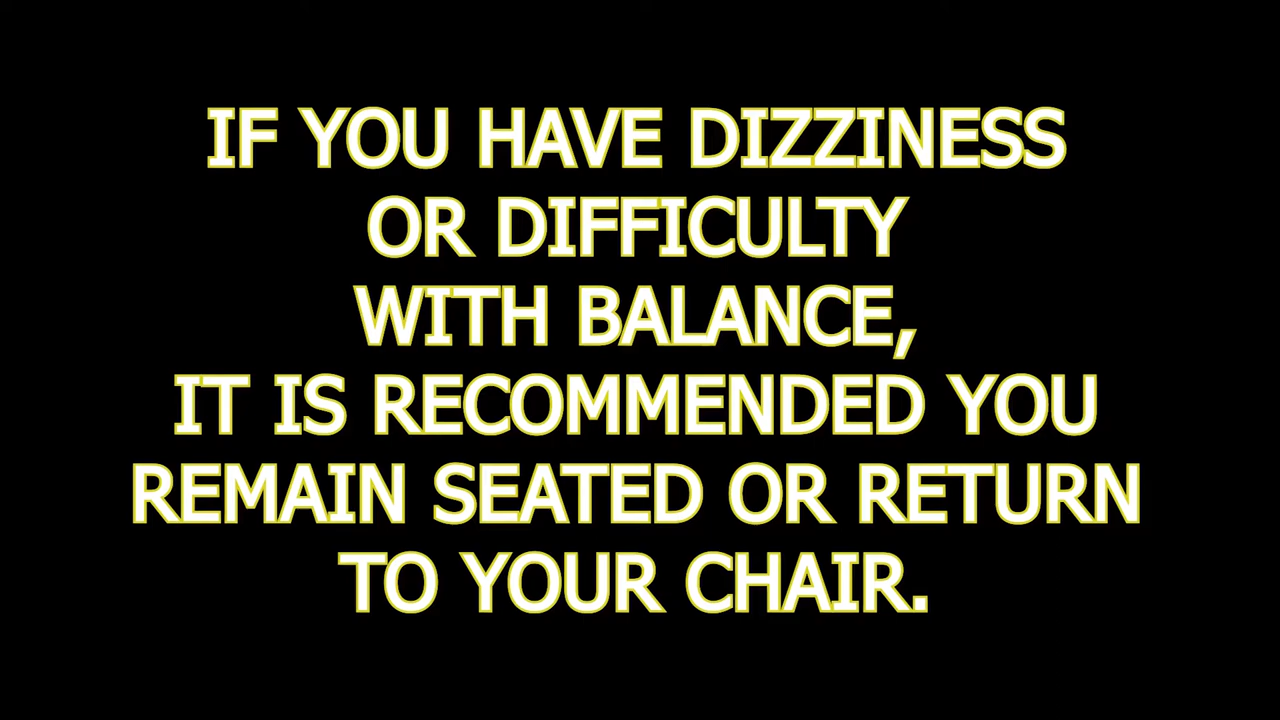 IF YOU HAVE DIZZINESS
OR DIFFICULTY
WITH BALANCE,
IT IS RECOMMENDED YOU
REMAIN SEATED OR RETURN
TO YOUR CHAIR.